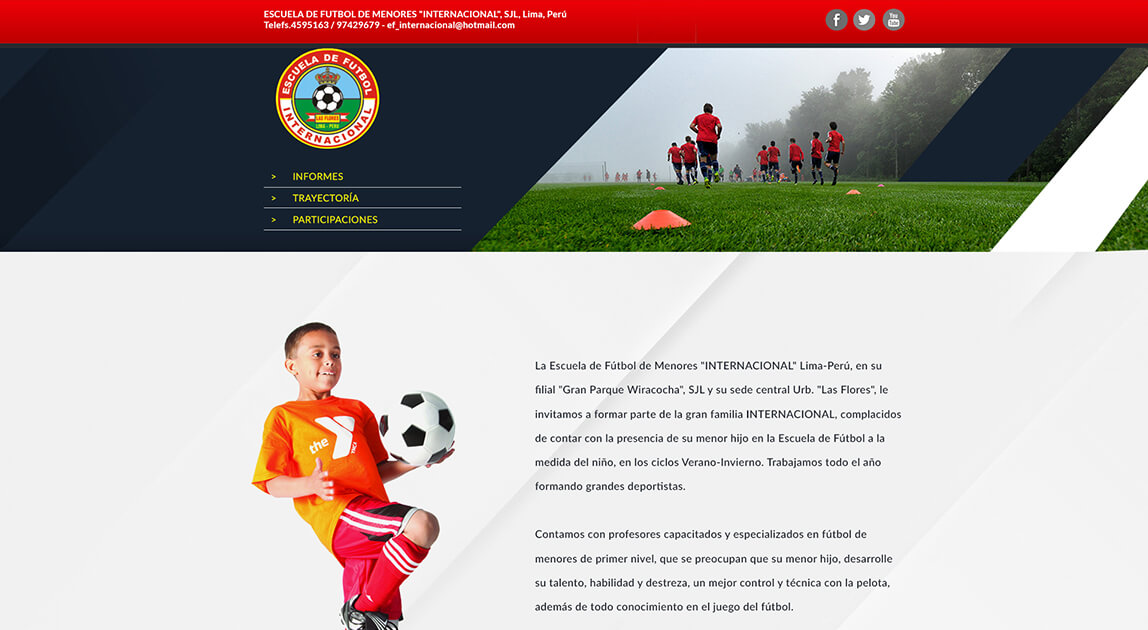 ESCUELA DE FUTBOL DE MENORES "INTERNACIONAL", SJL, Lima, Perú
Telefs.4595163 / 97429679 - ef_internacional@hotmail.com
f
You
Tube
ESCUELA DE FUTBOL
LAS FLORES
LIMA - PERU
INTERNACIONAL
> INFORMES
> TRAYECTORÍA
> PARTICIPACIONES
the Y
YMCA
La Escuela de Fútbol de Menores "INTERNACIONAL" Lima-Perú, en su
filial "Gran Parque Wiracocha", SJL y su sede central Urb. "Las Flores", le
invitamos a formar parte de la gran familia INTERNACIONAL, complacidos
de contar con la presencia de su menor hijo en la Escuela de Fútbol a la
medida del niño, en los ciclos Verano-Invierno. Trabajamos todo el año
formando grandes deportistas.
Contamos con profesores capacitados y especializados en fútbol de
menores de primer nivel, que se preocupan que su menor hijo, desarrolle
su talento, habilidad y destreza, un mejor control y técnica con la pelota,
además de todo conocimiento en el juego del fútbol.